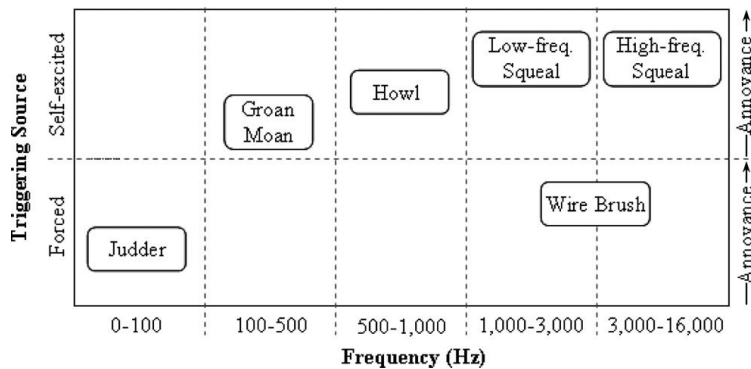 Triggering Source
Self-excited
Forced
Low-freq.
Squeal
High-freq.
Squeal
Howl
Groan
Moan
Wire Brush
Judder
Annoyance
Annoyance
0-100
100-500
500-1,000
1,000-3,000
3,000-16,000
Frequency (Hz)